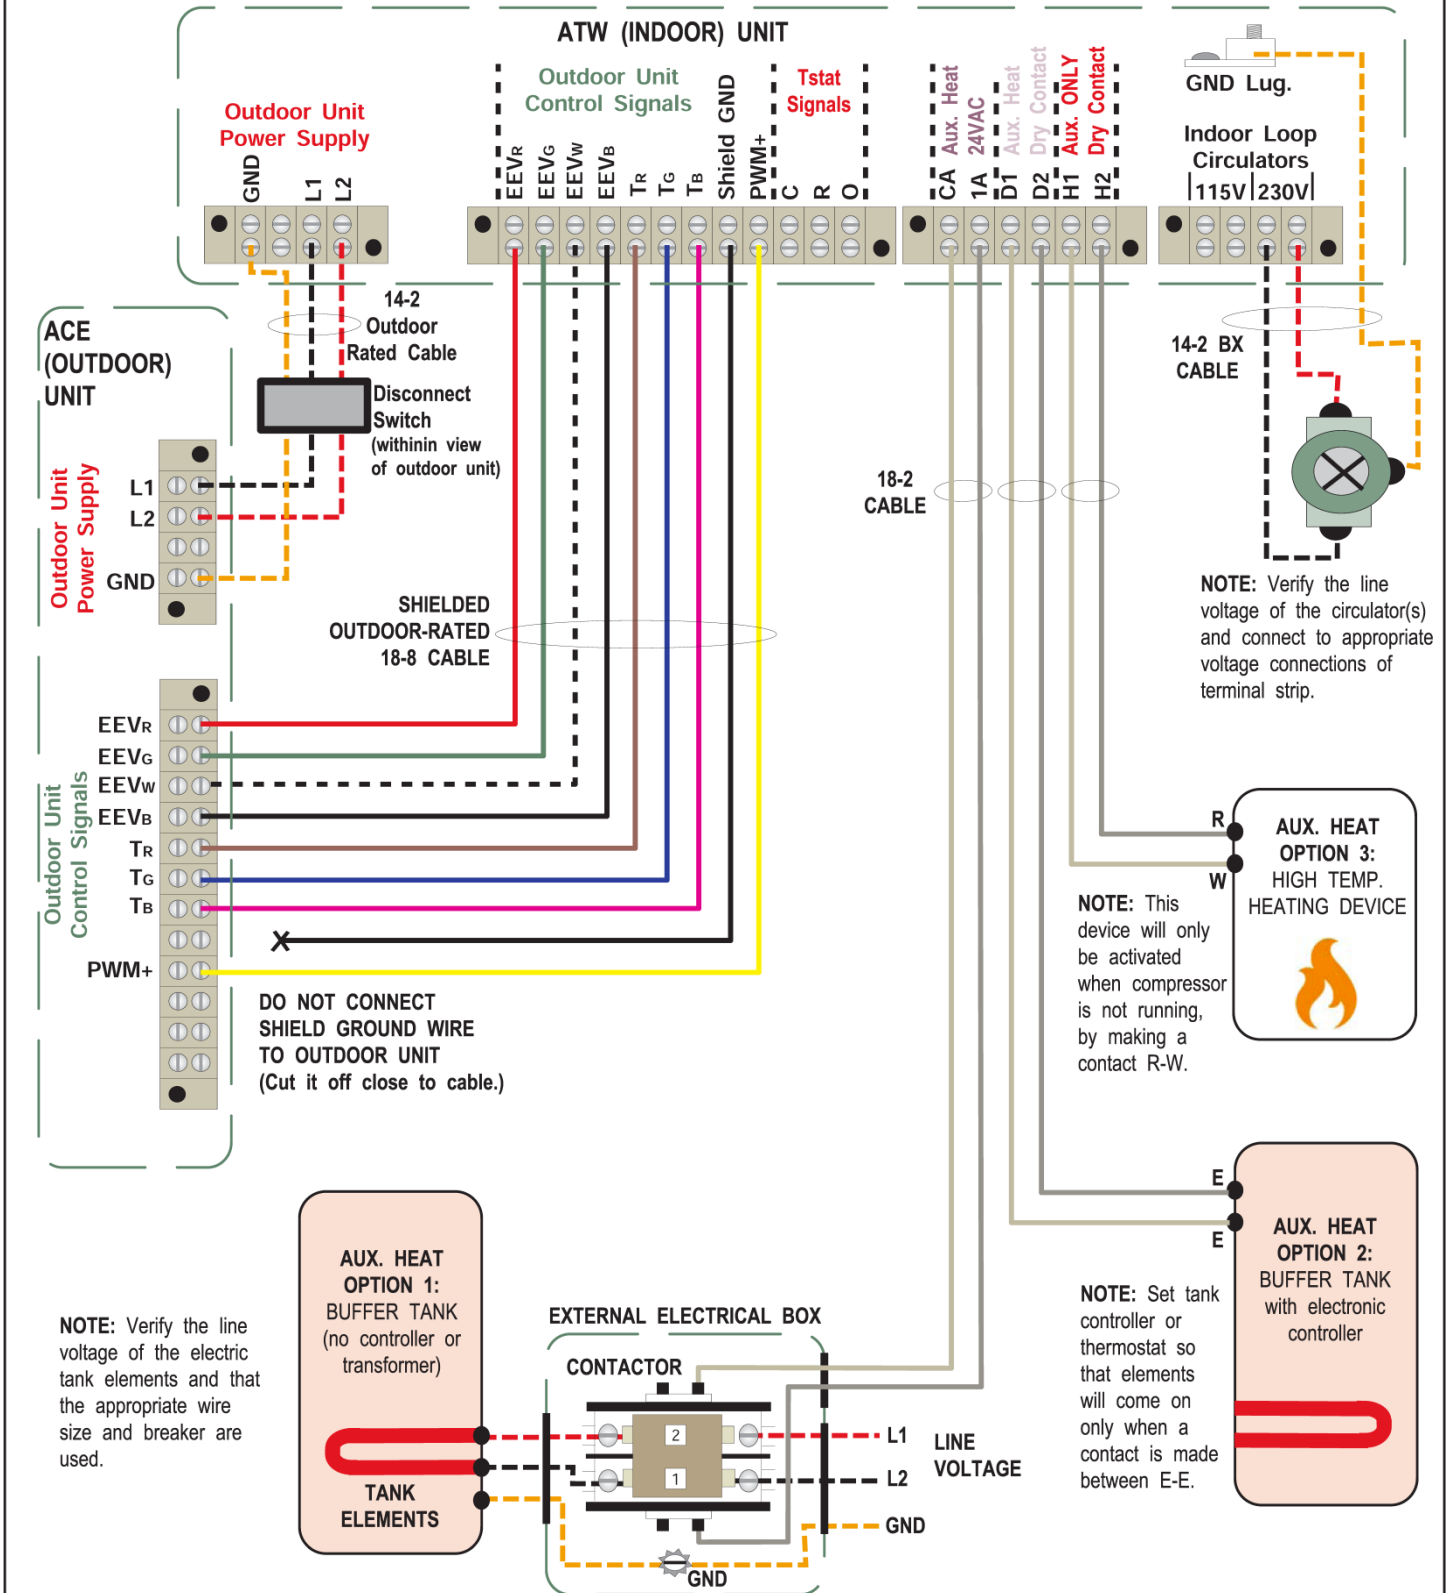 ATW (INDOOR) UNIT
Outdoor Unit
Power Supply
GND
L1
L2
Outdoor Unit
Control Signals
EEVR
EEVG
EEVW
EEVB
TR
TG
TB
Shield GND
PWM+
Tstat
Signals
C
R
O
Aux. Heat
24VAC
CA
1A
Aux. Heat
Dry Contact
D1
D2
Aux. ONLY
Dry Contact
H1
H2
GND Lug.
Indoor Loop
Circulators
115V 230V
14-2
Outdoor
Rated Cable
Disconnect
Switch
(withinin view
of outdoor unit)
ACE
(OUTDOOR)
UNIT
Outdoor Unit
Power Supply
L1
L2
GND
14-2 BX
CABLE
18-2
CABLE
NOTE: Verify the line
voltage of the circulator(s)
and connect to appropriate
voltage connections of
terminal strip.
SHIELDED
OUTDOOR-RATED
18-8 CABLE
Outdoor Unit
Control Signals
EEVR
EEVG
EEVW
EEVB
TR
TG
TB
PWM+
X
DO NOT CONNECT
SHIELD GROUND WIRE
TO OUTDOOR UNIT
(Cut it off close to cable.)
R
W
AUX. HEAT
OPTION 3:
HIGH TEMP.
HEATING DEVICE
NOTE: This
device will only
be activated
when compressor
is not running,
by making a
contact R-W.
E
E
AUX. HEAT
OPTION 2:
BUFFER TANK
with electronic
controller
NOTE: Set tank
controller or
thermostat so
that elements
will come on
only when a
contact is made
between E-E.
NOTE: Verify the line
voltage of the electric
tank elements and that
the appropriate wire
size and breaker are
used.
AUX. HEAT
OPTION 1:
BUFFER TANK
(no controller or
transformer)
TANK
ELEMENTS
EXTERNAL ELECTRICAL BOX
CONTACTOR
2
1
L1
L2
LINE
VOLTAGE
GND
GND